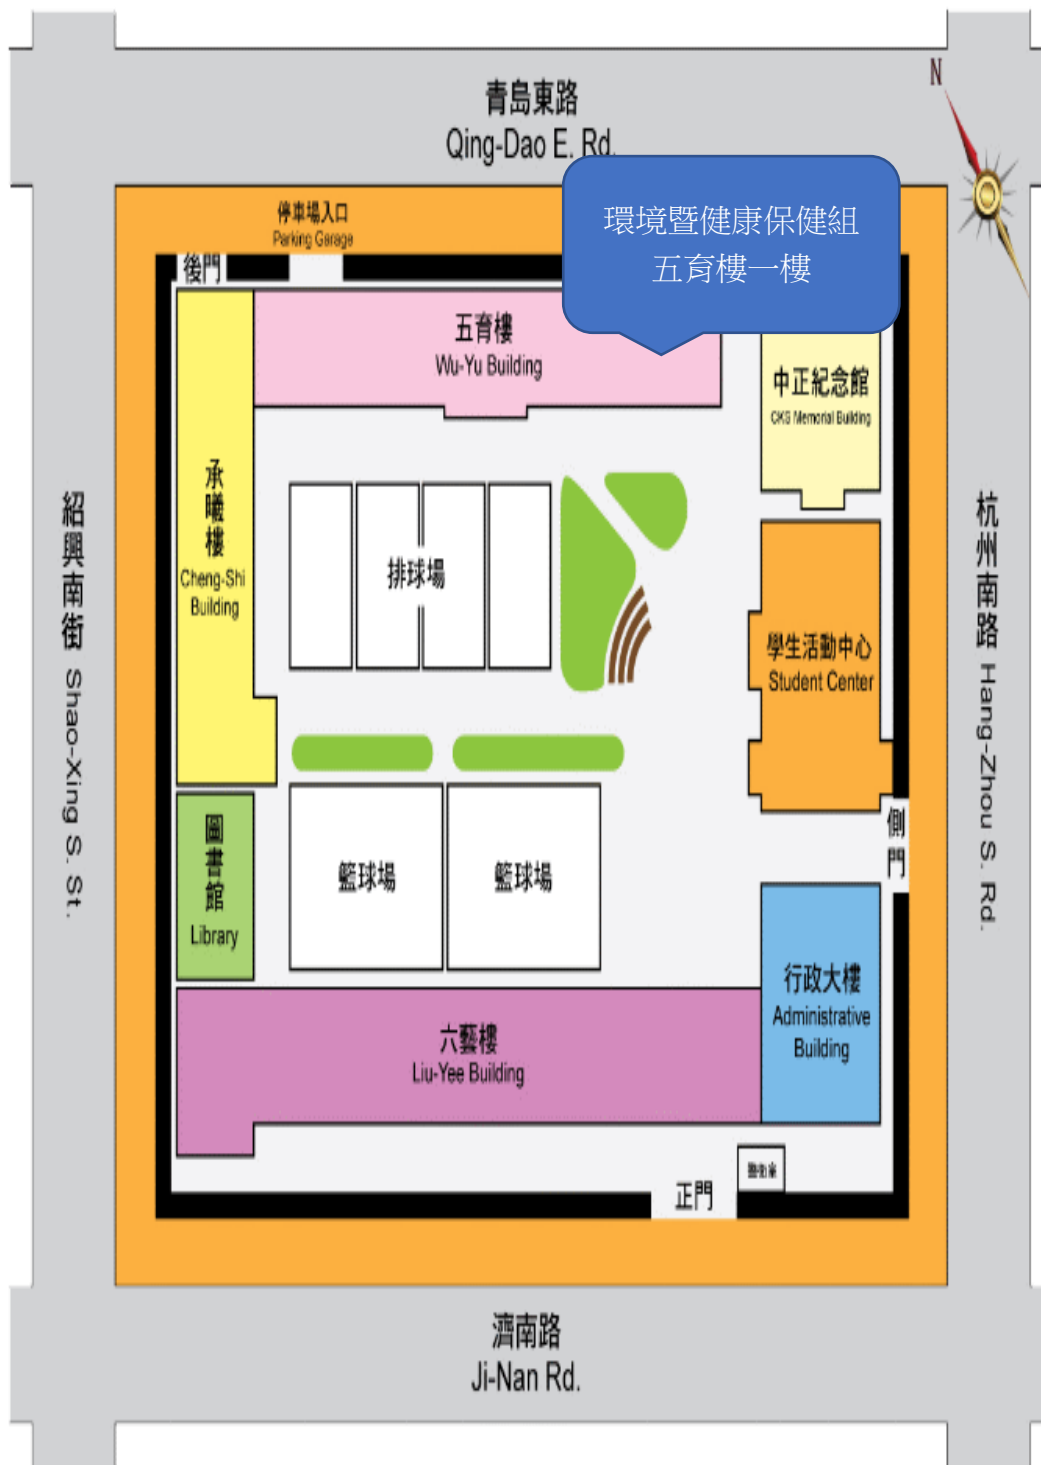 青島東路
Qing-Dao E. Rd.
N
停車場入口
Parking Garage
環境暨健康保健組
五育樓一樓
後門
五育樓
Wu-Yu Building
中正紀念館
CKS Memorial Building
承曦樓
Cheng-Shi
Building
排球場
紹興南街 Shao-Xing S. St.
杭州南路 Hang-Zhou S. Rd.
學生活動中心
Student Center
側門
圖書館
Library
籃球場
籃球場
行政大樓
Administrative
Building
六藝樓
Liu-Yee Building
警衛室
正門
濟南路
Ji-Nan Rd.